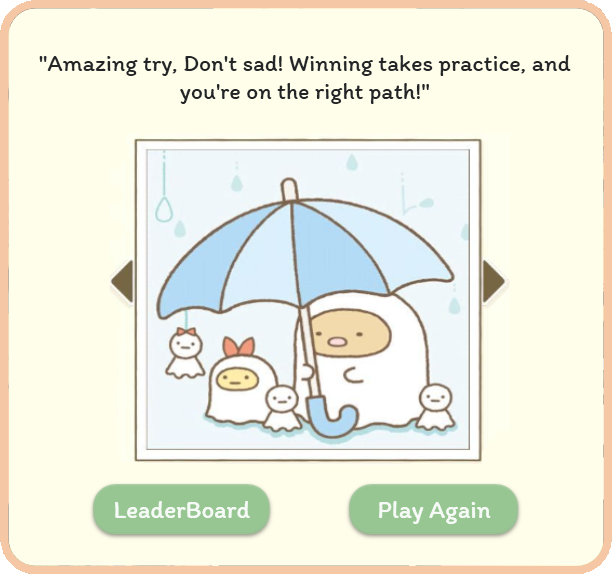 "Amazing try, Don't sad! Winning takes practice, and
you're on the right path!"
LeaderBoard
Play Again